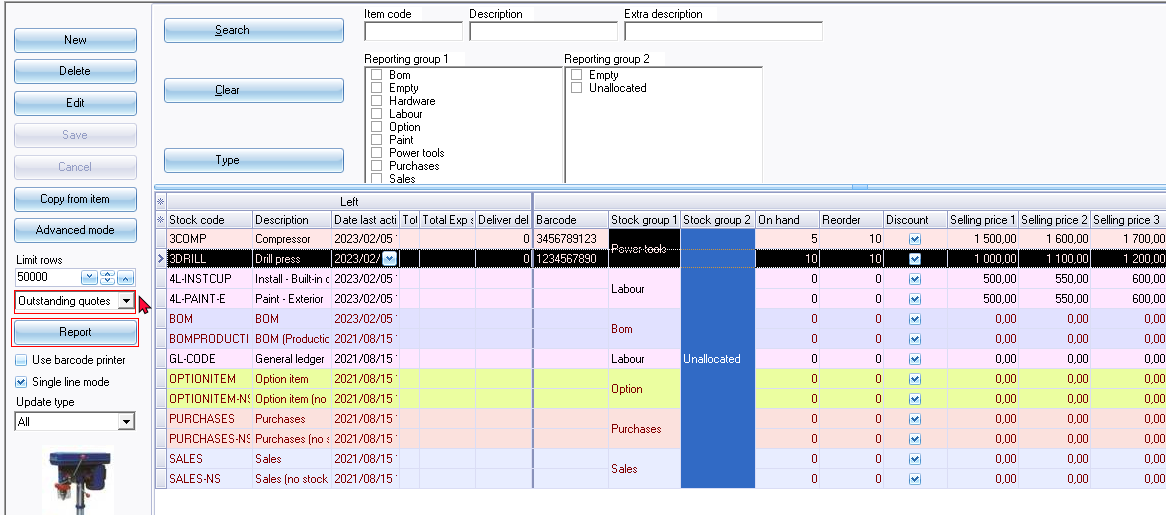 New
Delete
Edit
Save
Cancel
Copy from item
Advanced mode
Limit rows
50000
Outstanding quotes
Report
Use barcode printer
Single line mode
Update type
All
Search
Clear
Type
Item code Description Extra description
Reporting group 1 Reporting group 2
Bom Empty
Empty Unallocated
Hardware
Labour
Option
Paint
Power tools
Purchases
Sales
Left
Stock code Description Date last acti Tot Total Exp s Deliver del Barcode Stock group 1 Stock group 2 On hand Reorder Discount Selling price 1 Selling price 2 Selling price 3
3COMP Compressor 2023/02/05 0 3456789123 Power tools 5 10 1 500,00 1 600,00 1 700,00
3DRILL Drill press 2023/02/ 0 1234567890 10 10 1 000,00 1 100,00 1 200,00
4L-INSTCUP Install - Built-in c 2023/02/05 Labour 0 0 500,00 550,00 600,00
4L-PAINT-E Paint - Exterior 2023/02/05 0 0 500,00 550,00 600,00
BOM BOM 2023/02/05 Bom 0 0 0,00 0,00 0,00
BOMPRODUCTI BOM (Productic 2021/08/15 0 0 0,00 0,00 0,00
GL-CODE General ledger 2021/08/15 Labour Unallocated 0 0 0,00 0,00 0,00
OPTIONITEM Option item 2021/08/15 Option 0 0 0,00 0,00 0,00
OPTIONITEM-NS Option item (no 2021/08/15 0 0 0,00 0,00 0,00
PURCHASES Purchases 2021/08/15 Purchases 0 0 0,00 0,00 0,00
PURCHASES-NS Purchases (no s 2021/08/15 0 0 0,00 0,00 0,00
SALES Sales 2021/08/15 Sales 0 0 0,00 0,00 0,00
SALES-NS Sales (no stock 2021/08/15 0 0 0,00 0,00 0,00